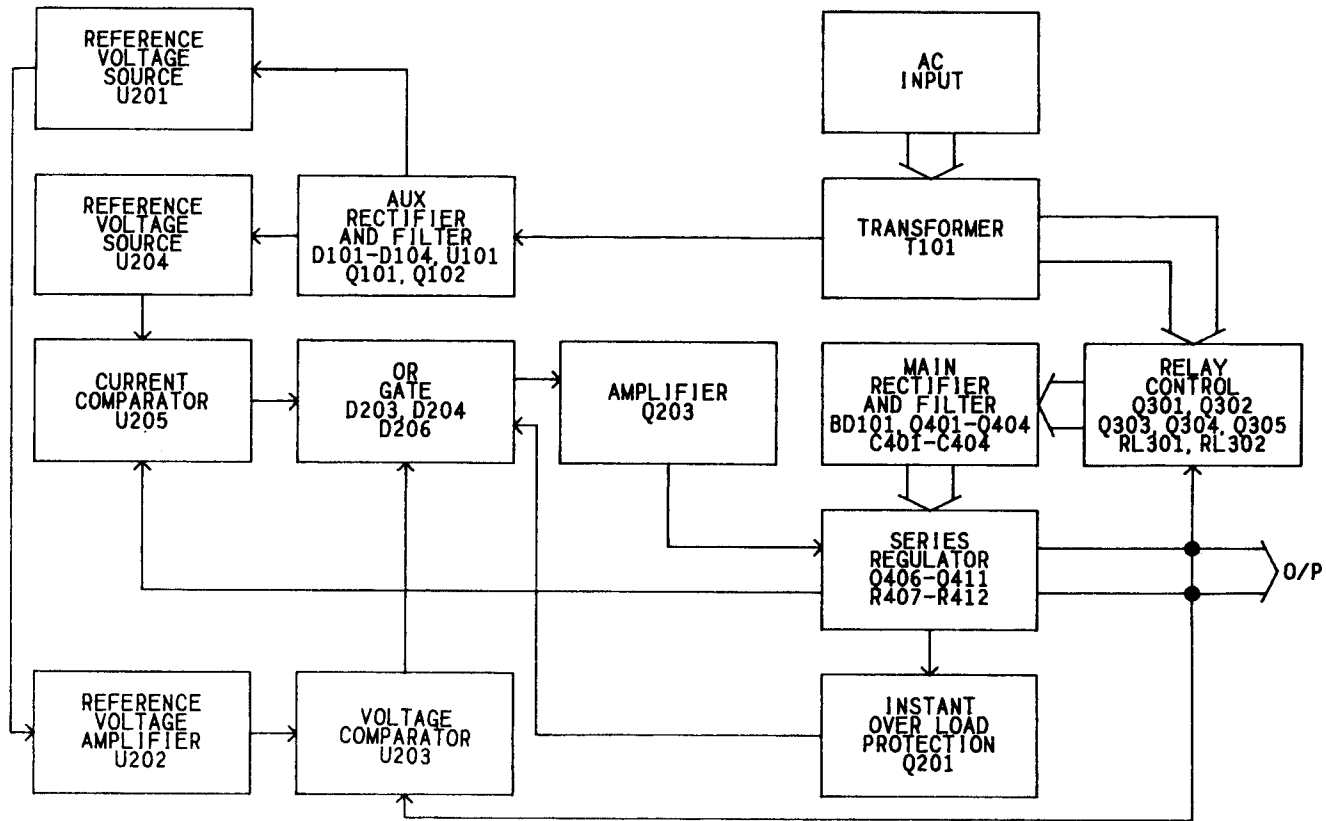 REFERENCE
VOLTAGE
SOURCE
U201
AC
INPUT
REFERENCE
VOLTAGE
SOURCE
U204
AUX
RECTIFIER
AND FILTER
D101-D104, U101
Q101, Q102
TRANSFORMER
T101
CURRENT
COMPARATOR
U205
OR
GATE
D203, D204
D206
AMPLIFIER
Q203
MAIN
RECTIFIER
AND FILTER
BD101, Q401-Q404
C401-C404
RELAY
CONTROL
Q301, Q302
Q303, Q304, Q305
RL301, RL302
SERIES
REGULATOR
Q406-Q411
R407-R412
O/P
REFERENCE
VOLTAGE
AMPLIFIER
U202
VOLTAGE
COMPARATOR
U203
INSTANT
OVER LOAD
PROTECTION
Q201